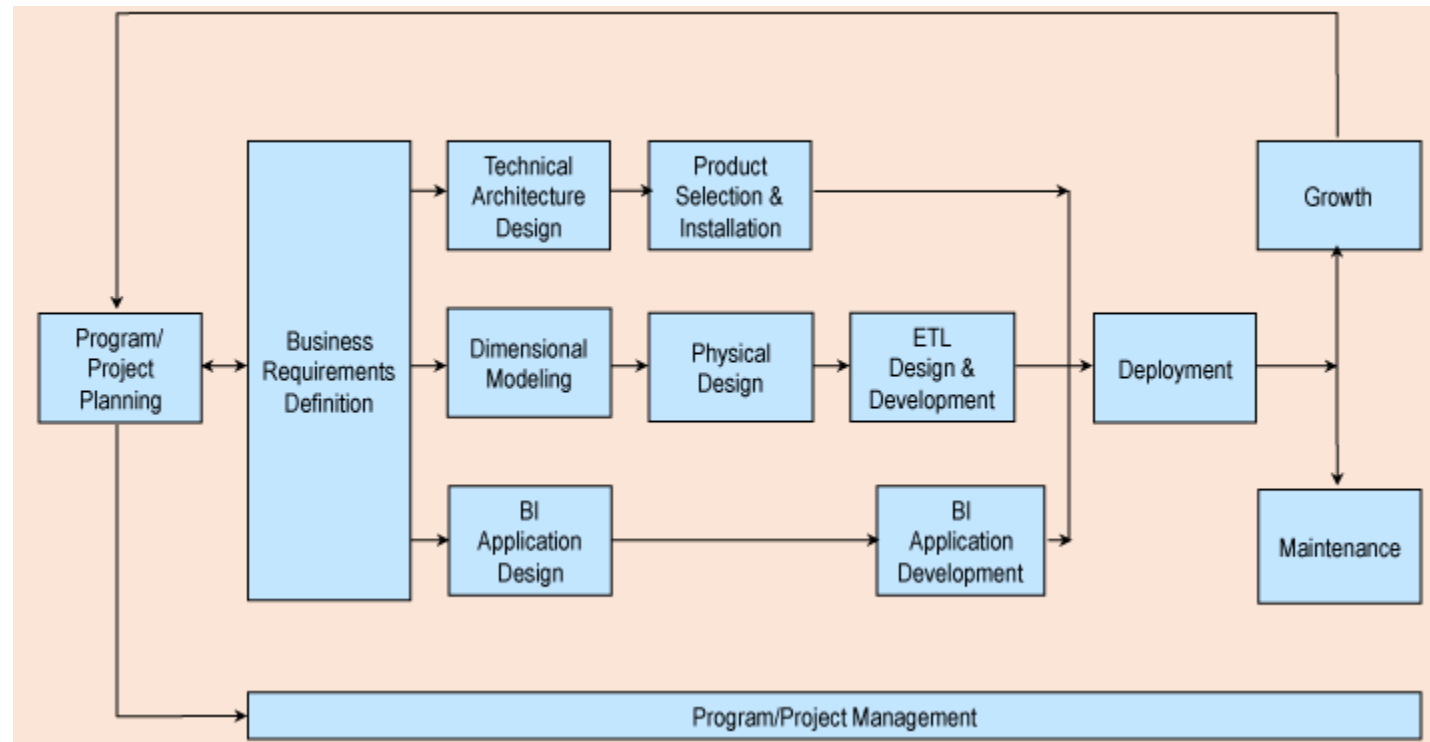 Technical
Architecture
Design
Product
Selection &
Installation
Growth
Program/
Project
Planning
Business
Requirements
Definition
Dimensional
Modeling
Physical
Design
ETL
Design &
Development
Deployment
BI
Application
Design
BI
Application
Development
Maintenance
Program/Project Management